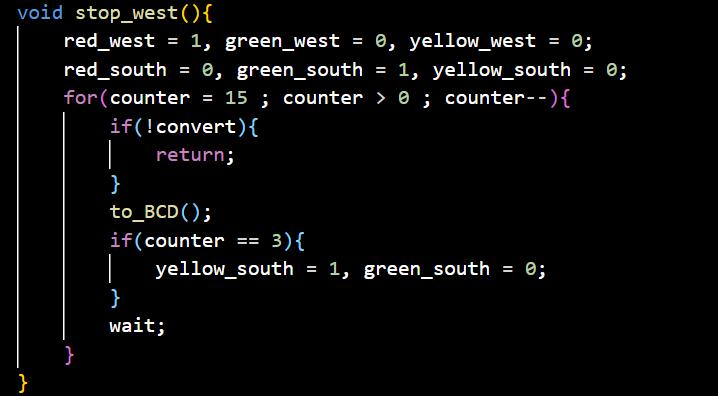 void stop_west(){
    red_west = 1, green_west = 0, yellow_west = 0;
    red_south = 0, green_south = 1, yellow_south = 0;
    for(counter = 15 ; counter > 0 ; counter--){
        if(!convert){
            return;
        }
        to_BCD();
        if(counter == 3){
            yellow_south = 1, green_south = 0;
        }
        wait;
    }
}